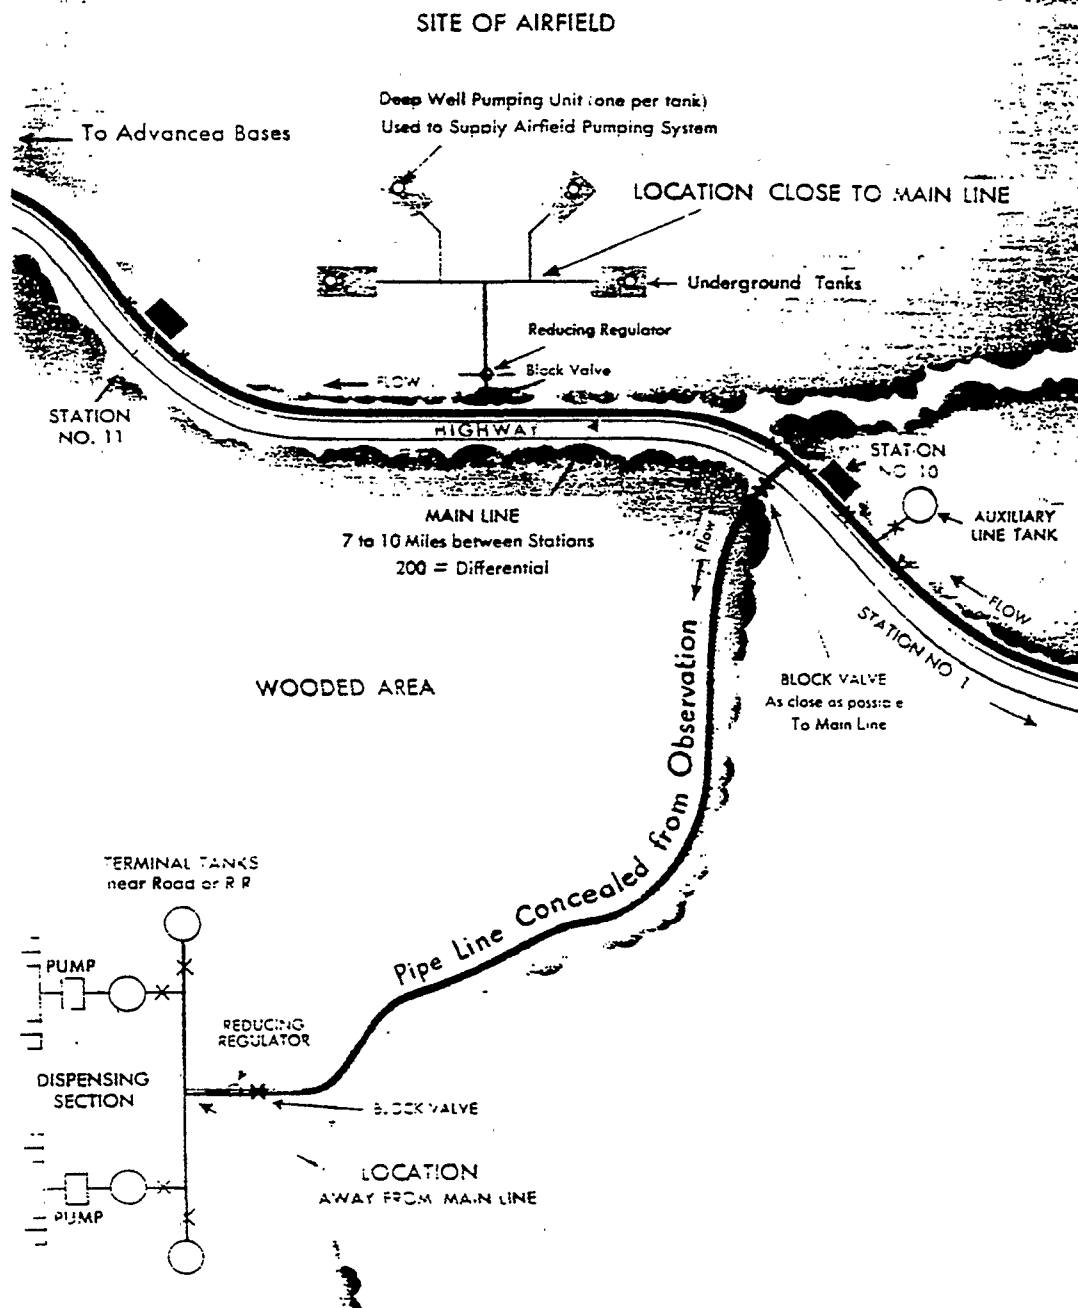 SITE OF AIRFIELD
Deep Well Pumping Unit (one per tank)
Used to Supply Airfield Pumping System
To Advanced Bases
LOCATION CLOSE TO MAIN LINE
Underground Tanks
Reducing Regulator
Block Valve
FLOW
STATION
NO. 11
HIGHWAY
STATION
NO 10
MAIN LINE
7 to 10 Miles between Stations
200 = Differential
AUXILIARY
LINE TANK
Flow
FLOW
STATION NO. 1
WOODED AREA
BLOCK VALVE
As close as possible
To Main Line
Pipe Line Concealed from Observation
TERMINAL TANKS
near Road or R R
PUMP
REDUCING
REGULATOR
DISPENSING
SECTION
BLOCK VALVE
LOCATION
AWAY FROM MAIN LINE
PUMP